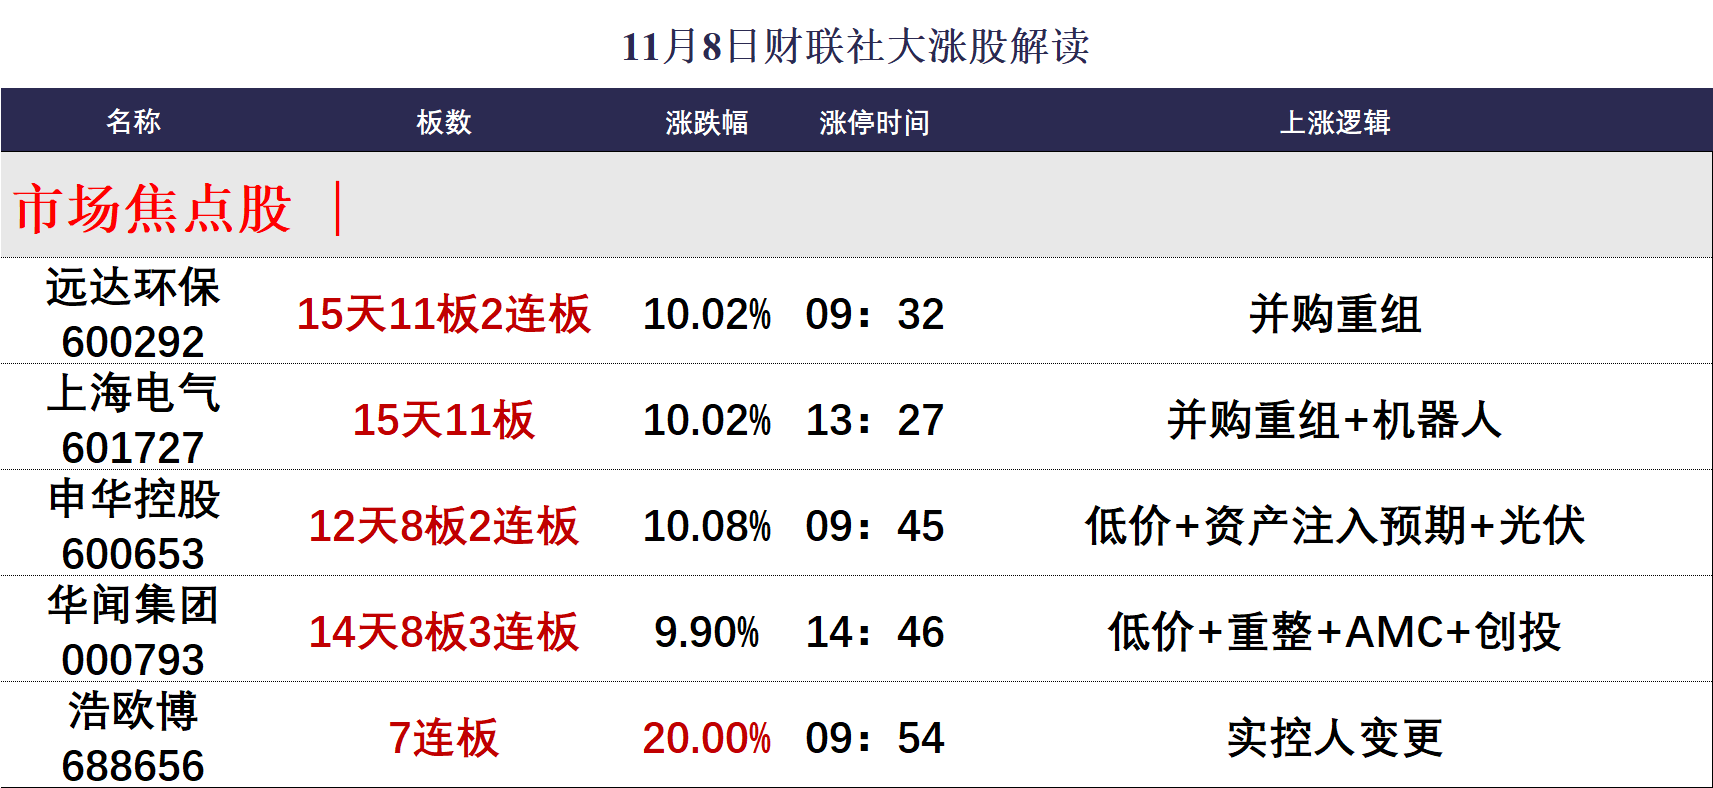 11月8日财联社大涨股解读
名称 板数 涨跌幅 涨停时间 上涨逻辑
市场焦点股 |
远达环保
600292 15天11板2连板 10.02% 09：32 并购重组
上海电气
601727 15天11板 10.02% 13：27 并购重组+机器人
申华控股
600653 12天8板2连板 10.08% 09：45 低价+资产注入预期+光伏
华闻集团
000793 14天8板3连板 9.90% 14：46 低价+重整+AMC+创投
浩欧博
688656 7连板 20.00% 09：54 实控人变更